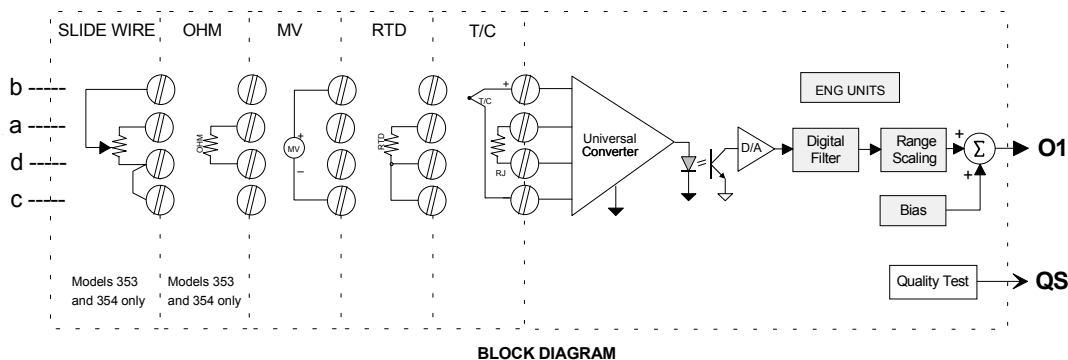 SLIDE WIRE OHM MV RTD T/C
b
a
d
c
OHM
+
MV
–
RTD
+
T/C
RJ
–
Universal
Converter
D/A
ENG UNITS
Digital
Filter
Range
Scaling
+
Σ
+
O1
Bias
Quality Test
QS
Models 353
and 354 only
Models 353
and 354 only
BLOCK DIAGRAM